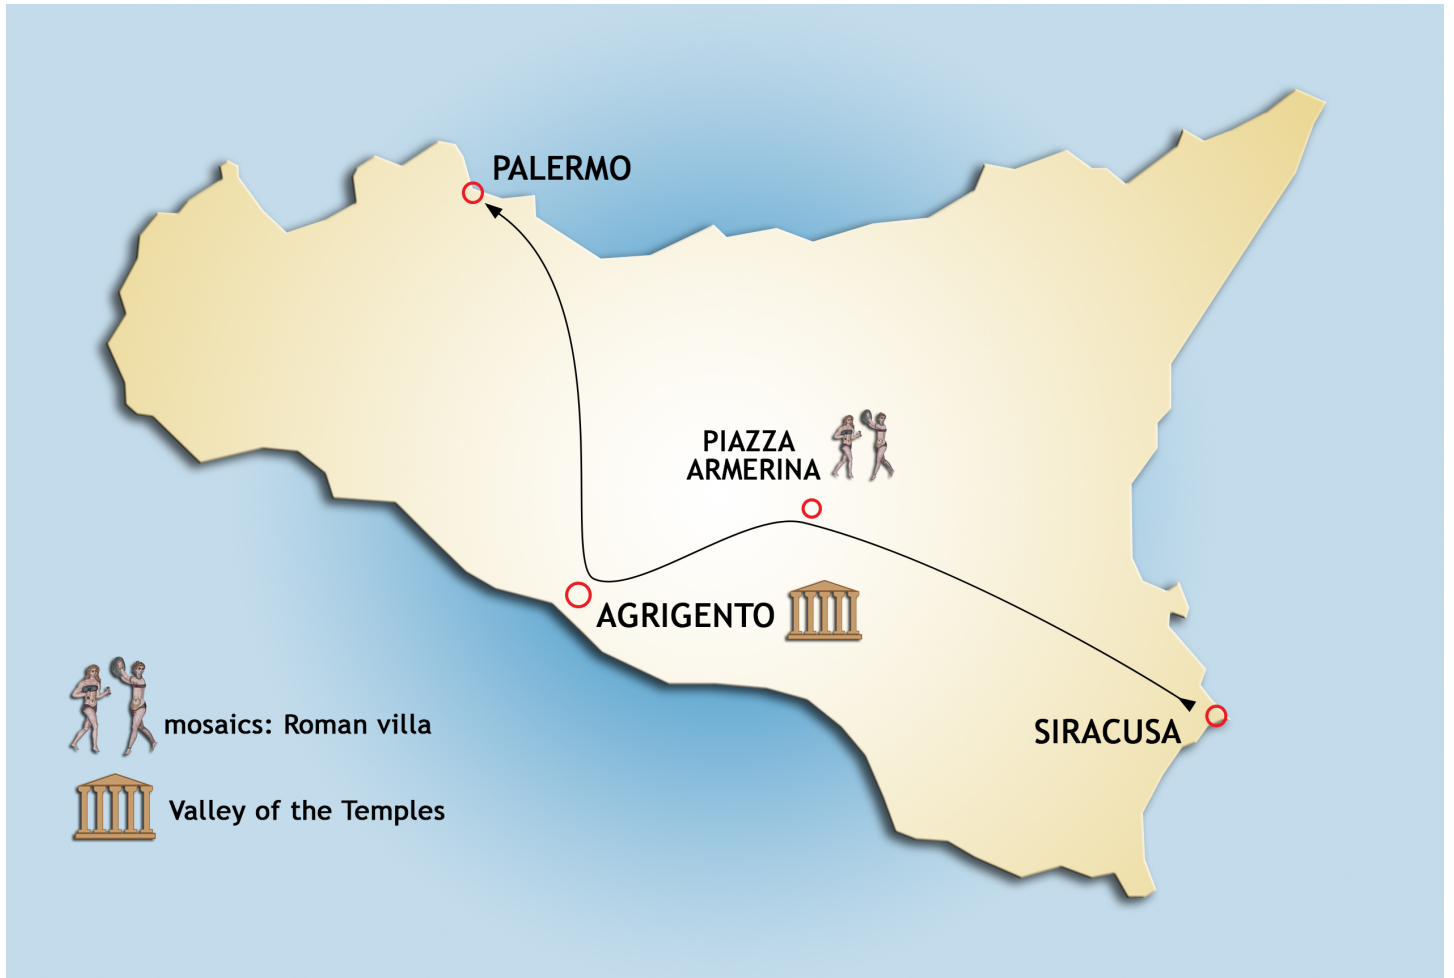 PALERMO
PIAZZA
ARMERINA
AGRIGENTO
SIRACUSA
mosaics: Roman villa
Valley of the Temples